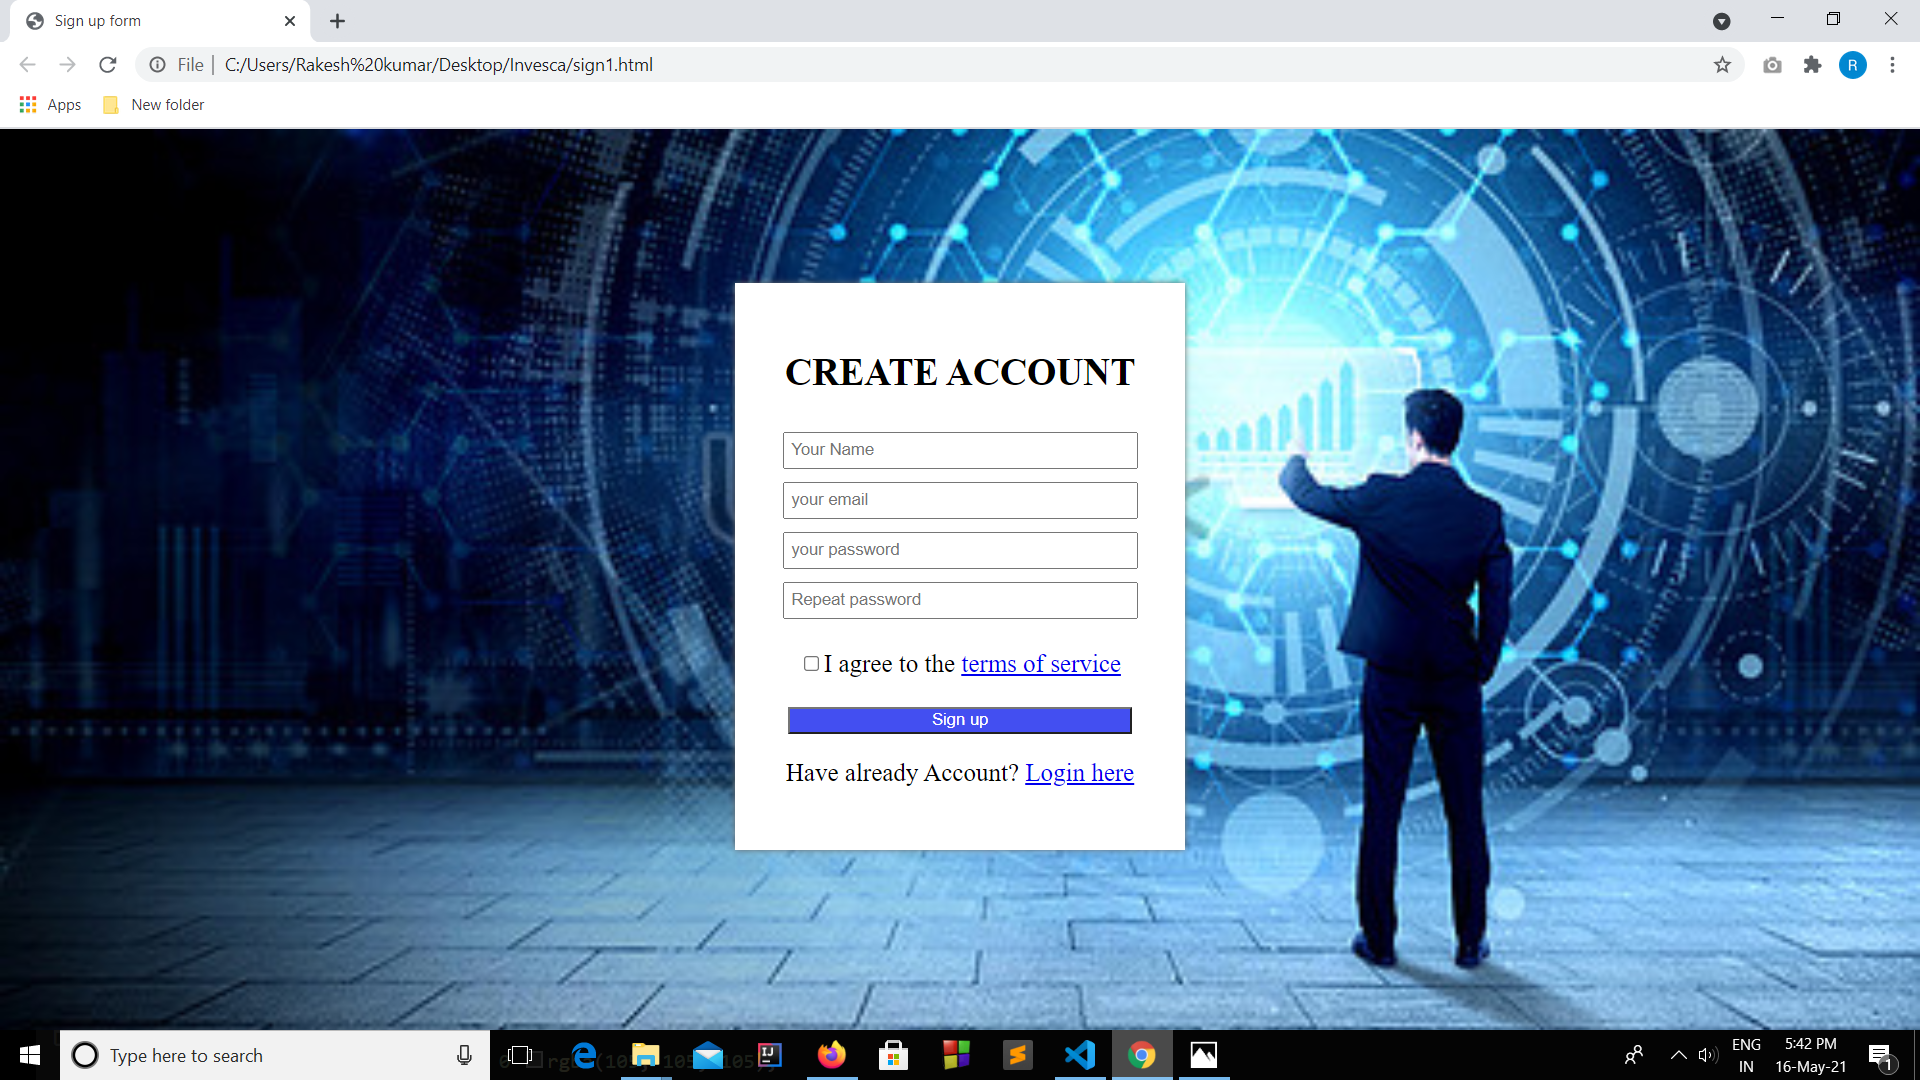 Sign up form
File
C:/Users/Rakesh%20kumar/Desktop/Invesca/sign1.html
R
Apps
New folder
CREATE ACCOUNT
Your Name
your email
your password
Repeat password
I agree to the terms of service
Sign up
Have already Account? Login here
Type here to search
ENG
IN
5:42 PM
16-May-21
1